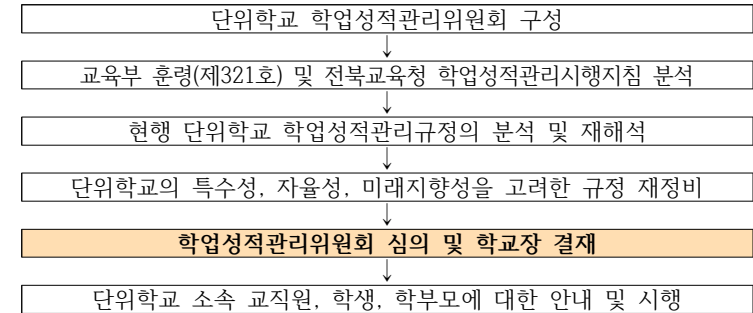 단위학교 학업성적관리위원회 구성
↓
교육부 훈령(제321호) 및 전북교육청 학업성적관리시행지침 분석
↓
현행 단위학교 학업성적관리규정의 분석 및 재해석
↓
단위학교의 특수성, 자율성, 미래지향성을 고려한 규정 재정비
↓
학업성적관리위원회 심의 및 학교장 결재
↓
단위학교 소속 교직원, 학생, 학부모에 대한 안내 및 시행